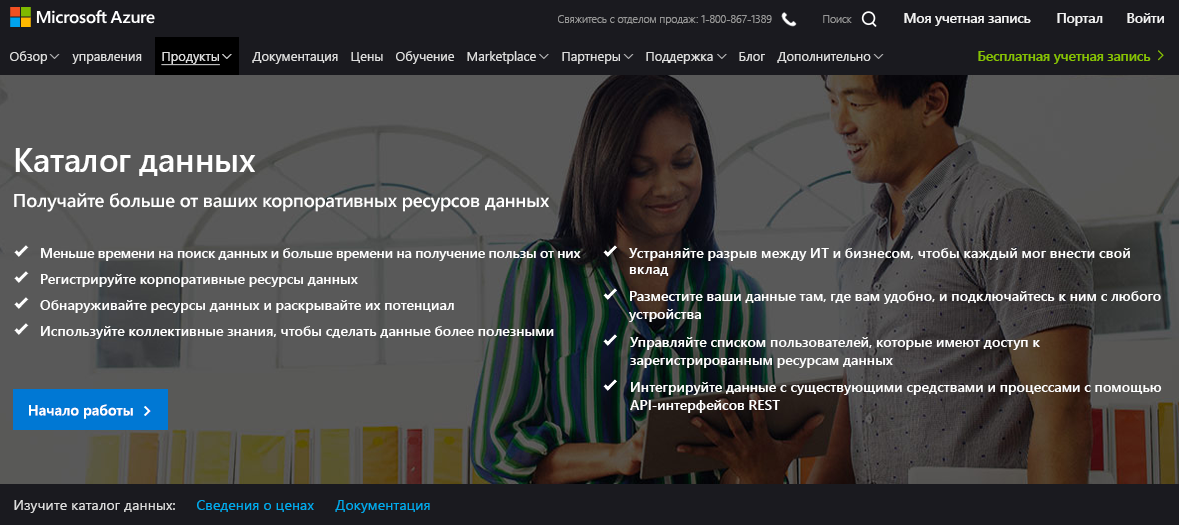 Microsoft Azure
Свяжитесь с отделом продаж: 1-800-867-1389
Поиск
Моя учетная запись
Портал
Войти
Обзор управления Продукты Документация Цены Обучение Marketplace Партнеры Поддержка Блог Дополнительно
Бесплатная учетная запись
Каталог данных
Получайте больше от ваших корпоративных ресурсов данных
Меньше времени на поиск данных и больше времени на получение пользы от них
Регистрируйте корпоративные ресурсы данных
Обнаруживайте ресурсы данных и раскрывайте их потенциал
Используйте коллективные знания, чтобы сделать данные более полезными
Устраняйте разрыв между ИТ и бизнесом, чтобы каждый мог внести свой
вклад
Разместите ваши данные там, где вам удобно, и подключайтесь к ним с любого
устройства
Управляйте списком пользователей, которые имеют доступ к
зарегистрированным ресурсам данных
Интегрируйте данные с существующими средствами и процессами с помощью
API-интерфейсов REST
Начало работы
Изучите каталог данных: Сведения о ценах Документация